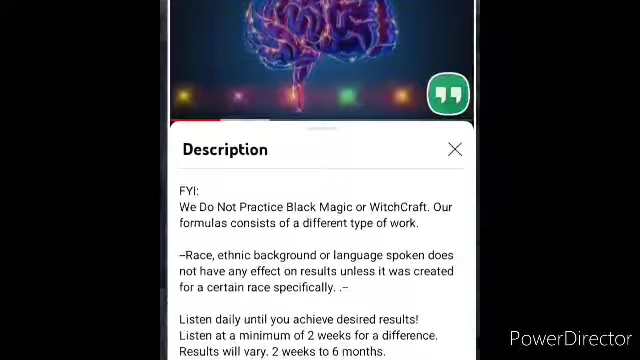 Description
FYI:
We Do Not Practice Black Magic or WitchCraft. Our
formulas consists of a different type of work.
--Race, ethnic background or language spoken does
not have any effect on results unless it was created
for a certain race specifically. .--
Listen daily until you achieve desired results!
Listen at a minimum of 2 weeks for a difference.
Results will vary. 2 weeks to 6 months.
PowerDirector